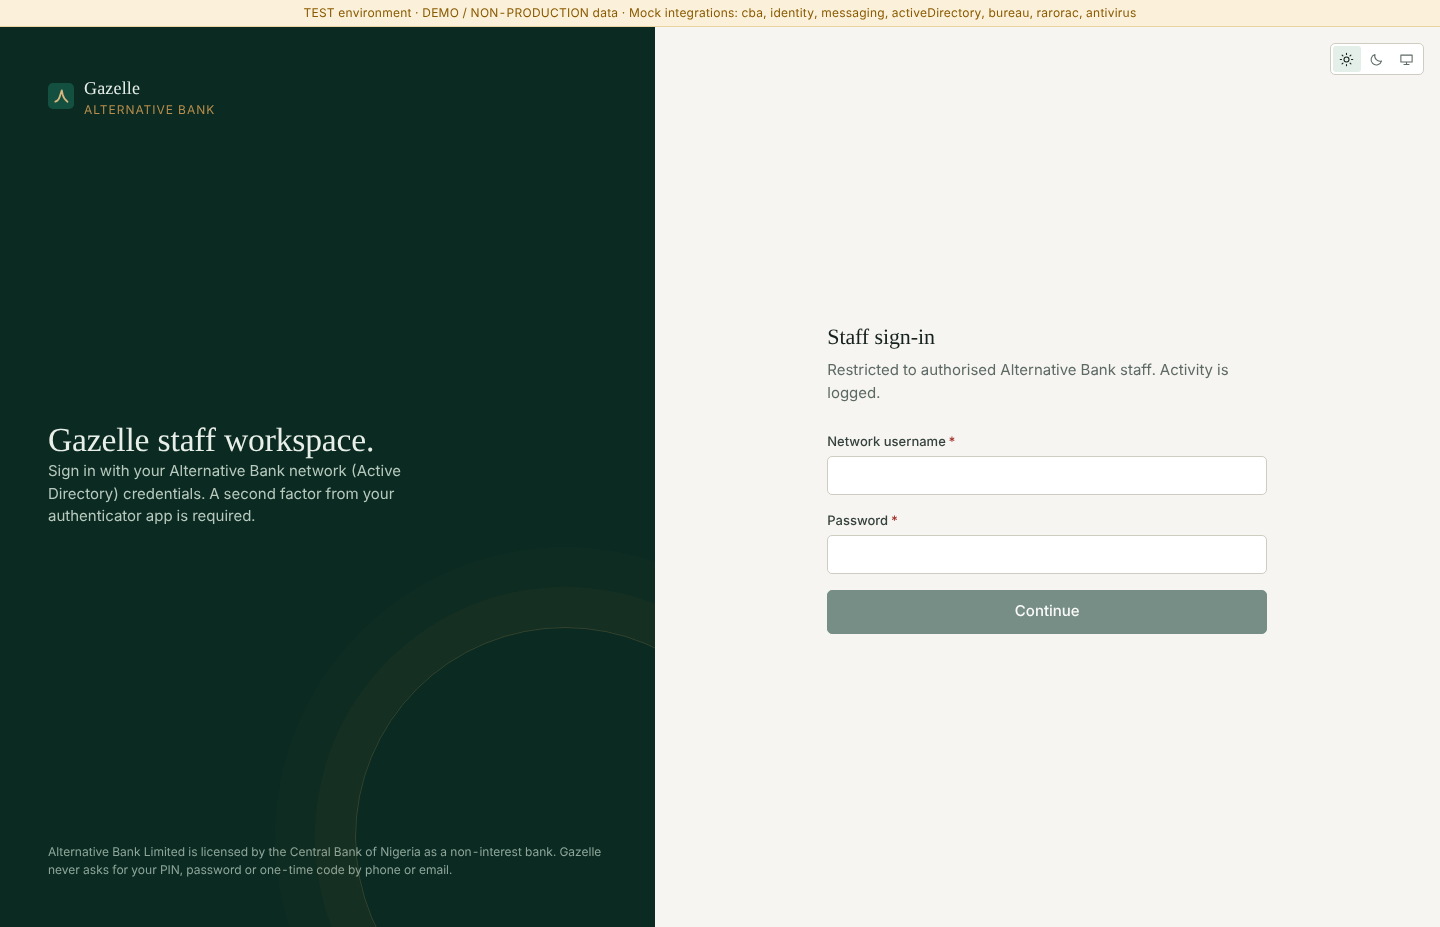 TEST environment · DEMO / NON-PRODUCTION data · Mock integrations: cba, identity, messaging, activeDirectory, bureau, rarorac, antivirus
Gazelle
ALTERNATIVE BANK
Gazelle staff workspace.
Sign in with your Alternative Bank network (Active
Directory) credentials. A second factor from your
authenticator app is required.
Alternative Bank Limited is licensed by the Central Bank of Nigeria as a non-interest bank. Gazelle
never asks for your PIN, password or one-time code by phone or email.
Staff sign-in
Restricted to authorised Alternative Bank staff. Activity is
logged.
Network username *
Password *
Continue